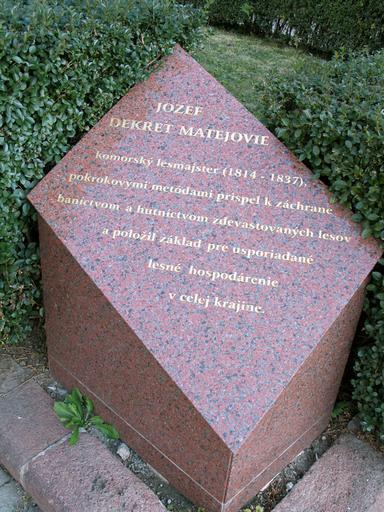 JOZEF
DEKRET MATEJOVIE
komorský lesmajster (1814 - 1837),
pokrokovými metódami prispel k záchrane
baníctvom a hutníctvom zdevastovaných lesov
a položil základ pre usporiadané
lesné hospodárenie
v celej krajine.